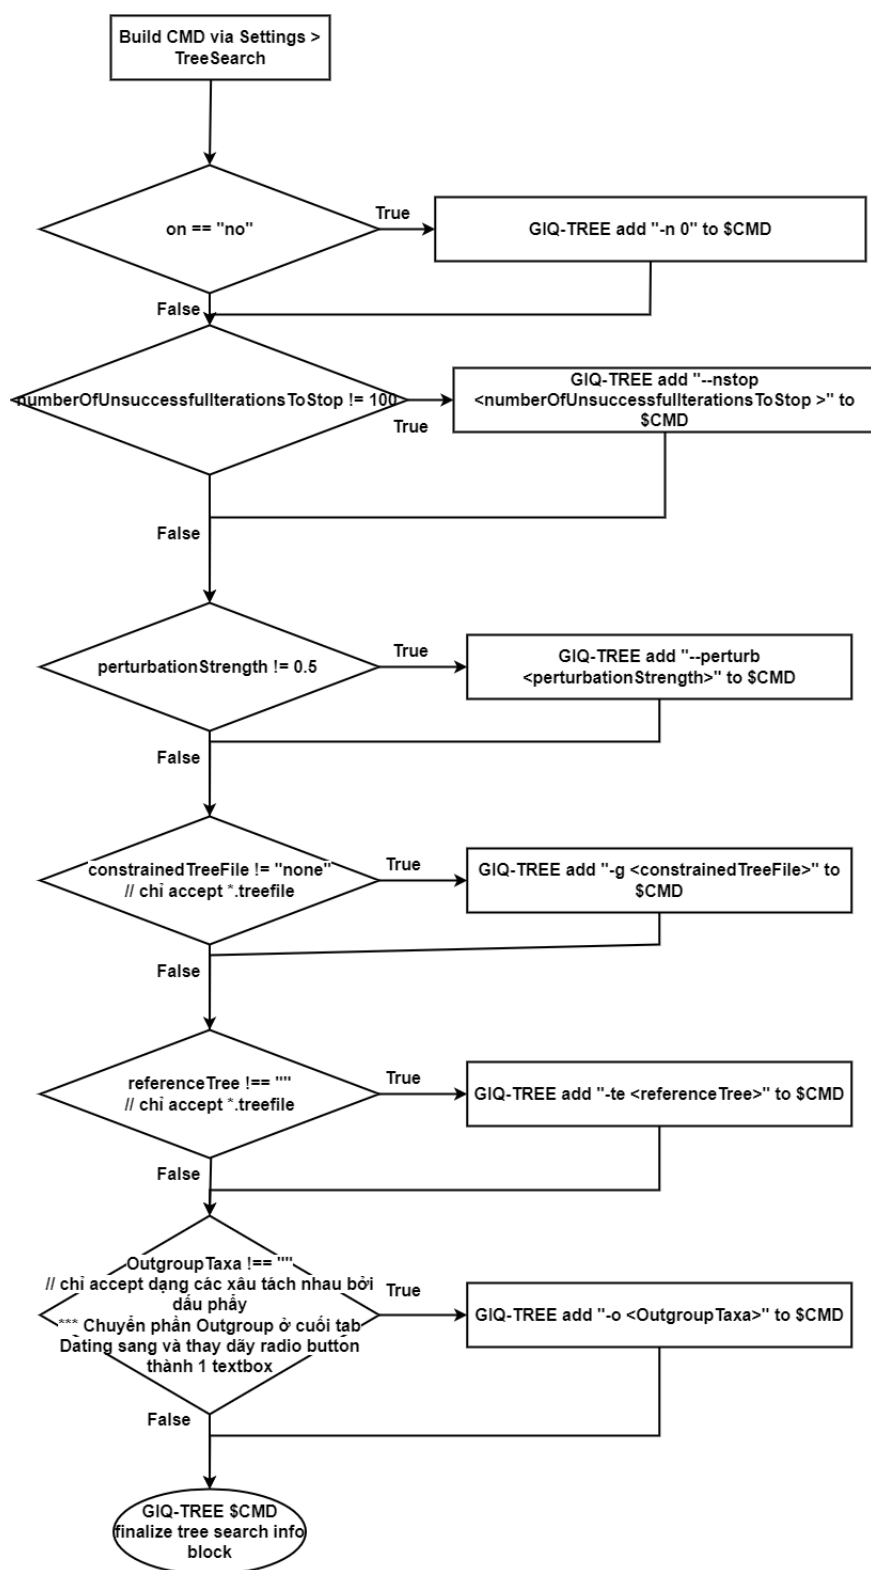 Build CMD via Settings >
TreeSearch
on == "no"
True
GIQ-TREE add "-n 0" to $CMD
False
numberOfUnsuccessfulIterationsToStop != 100
True
GIQ-TREE add "--nstop
<numberOfUnsuccessfulIterationsToStop >" to
$CMD
False
perturbationStrength != 0.5
True
GIQ-TREE add "--perturb
<perturbationStrength>" to $CMD
False
constrainedTreeFile != "none"
// chỉ accept *.treefile
True
GIQ-TREE add "-g <constrainedTreeFile>" to
$CMD
False
referenceTree !== ""
// chỉ accept *.treefile
True
GIQ-TREE add "-te <referenceTree>" to $CMD
False
OutgroupTaxa !== ""
// chỉ accept dạng các xâu tách nhau bởi
dấu phẩy
*** Chuyển phần Outgroup ở cuối tab
Dating sang và thay dãy radio button
thành 1 textbox
True
GIQ-TREE add "-o <OutgroupTaxa>" to $CMD
False
GIQ-TREE $CMD
finalize tree search info
block